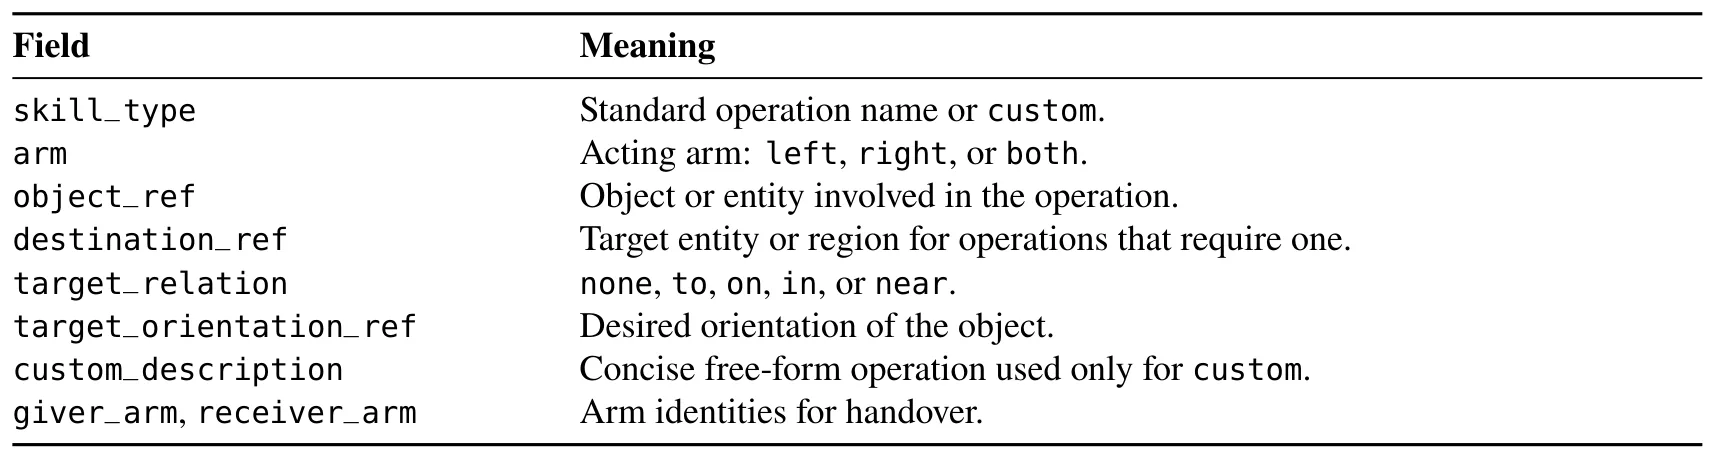 Field Meaning
skill_type Standard operation name or custom.
arm Acting arm: left, right, or both.
object_ref Object or entity involved in the operation.
destination_ref Target entity or region for operations that require one.
target_relation none, to, on, in, or near.
target_orientation_ref Desired orientation of the object.
custom_description Concise free-form operation used only for custom.
giver_arm, receiver_arm Arm identities for handover.